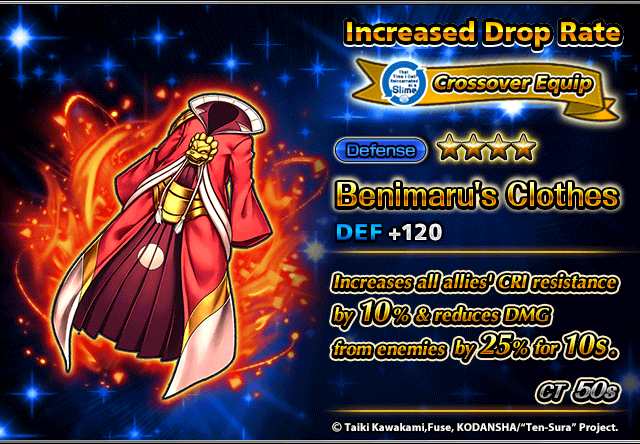 Increased Drop Rate
That
Time I Got
Reincarnated
as a
Slime
Crossover Equip
Defense
Benimaru's Clothes
DEF +120
Increases all allies' CRI resistance
by 10% & reduces DMG
from enemies by 25% for 10s.
CT 50s
© Taiki Kawakami,Fuse, KODANSHA/“Ten-Sura” Project.